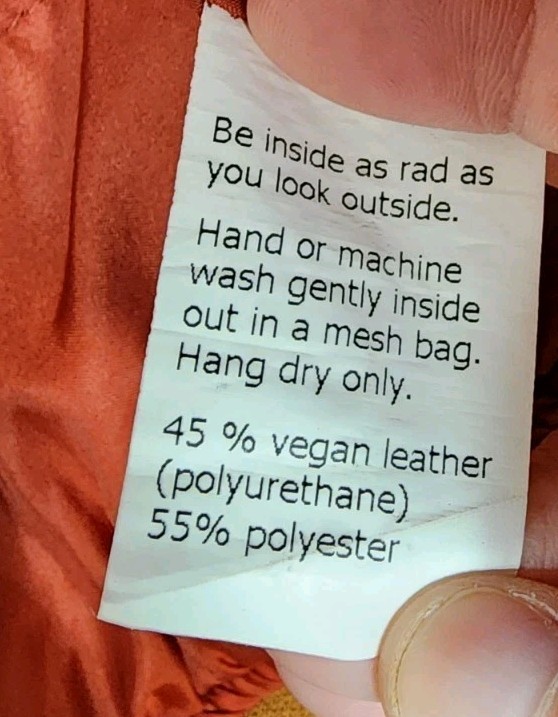 Be inside as rad as
you look outside.
Hand or machine
wash gently inside
out in a mesh bag.
Hang dry only.
45 % vegan leather
(polyurethane)
55% polyester